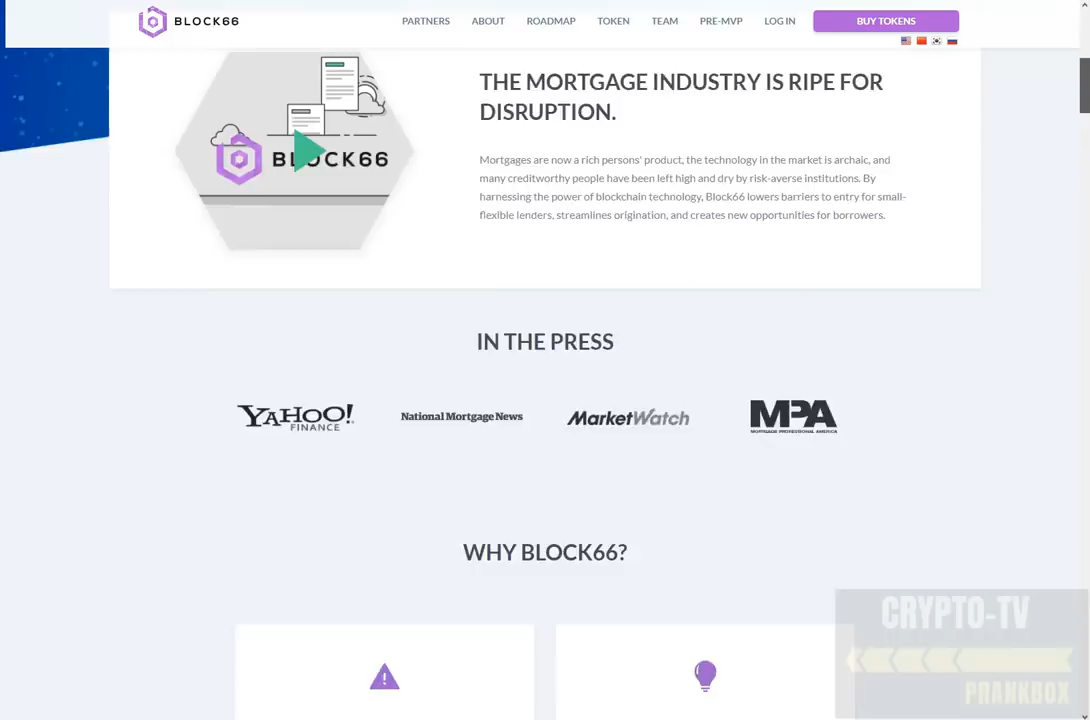 BLOCK66
PARTNERS
ABOUT
ROADMAP
TOKEN
TEAM
PRE-MVP
LOG IN
BUY TOKENS
BLOCK66
THE MORTGAGE INDUSTRY IS RIPE FOR
DISRUPTION.
Mortgages are now a rich persons' product, the technology in the market is archaic, and
many creditworthy people have been left high and dry by risk-averse institutions. By
harnessing the power of blockchain technology, Block66 lowers barriers to entry for small-
flexible lenders, streamlines origination, and creates new opportunities for borrowers.
IN THE PRESS
YAHOO!
FINANCE
National Mortgage News
MarketWatch
MPA
MORTGAGE PROFESSIONAL AMERICA
WHY BLOCK66?
CRYPTO-TV
PRANKBOX